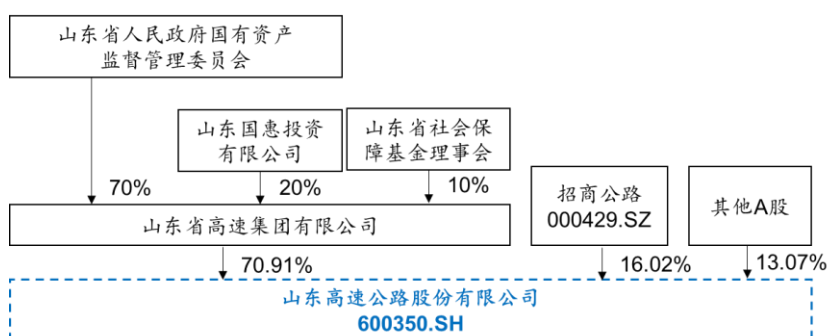 山东省人民政府国有资产
监督管理委员会
山东国惠投资
有限公司
山东省社会保
障基金理事会
70%
20%
10%
招商公路
000429.SZ
其他A股
山东省高速集团有限公司
70.91%
16.02%
13.07%
山东高速公路股份有限公司
600350.SH